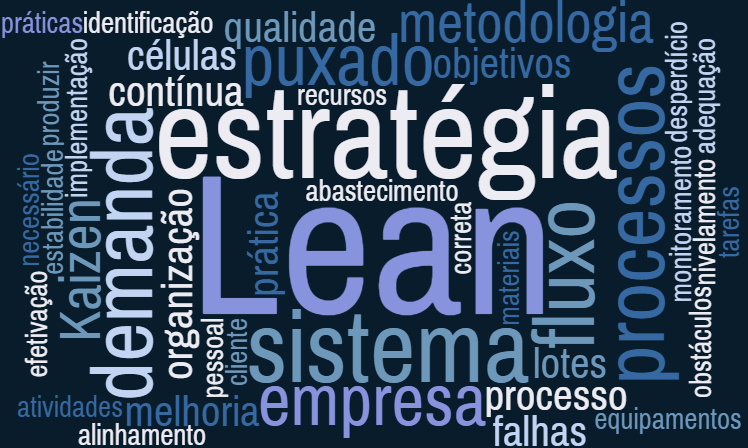 práticas
identificação
qualidade
metodologia
células
puxado
objetivos
contínua
recursos
estratégia
processos
desperdício
adequação
produzir
implementação
demanda
necessário
estabilidade
Kaizen
organização
abastecimento
prática
Lean
correta
materiais
fluxo
monitoramento
nivelamento
tarefas
efetivação
pessoal
cliente
sistema
lotes
obstáculos
atividades
melhoria
empresa
processo
alinhamento
falhas
equipamentos